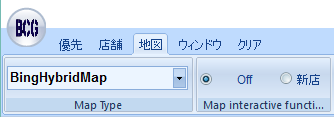 BCG
優先 店舗 地図 ウィンドウ クリア
BingHybridMap Off 新店
Map Type Map interactive functi...